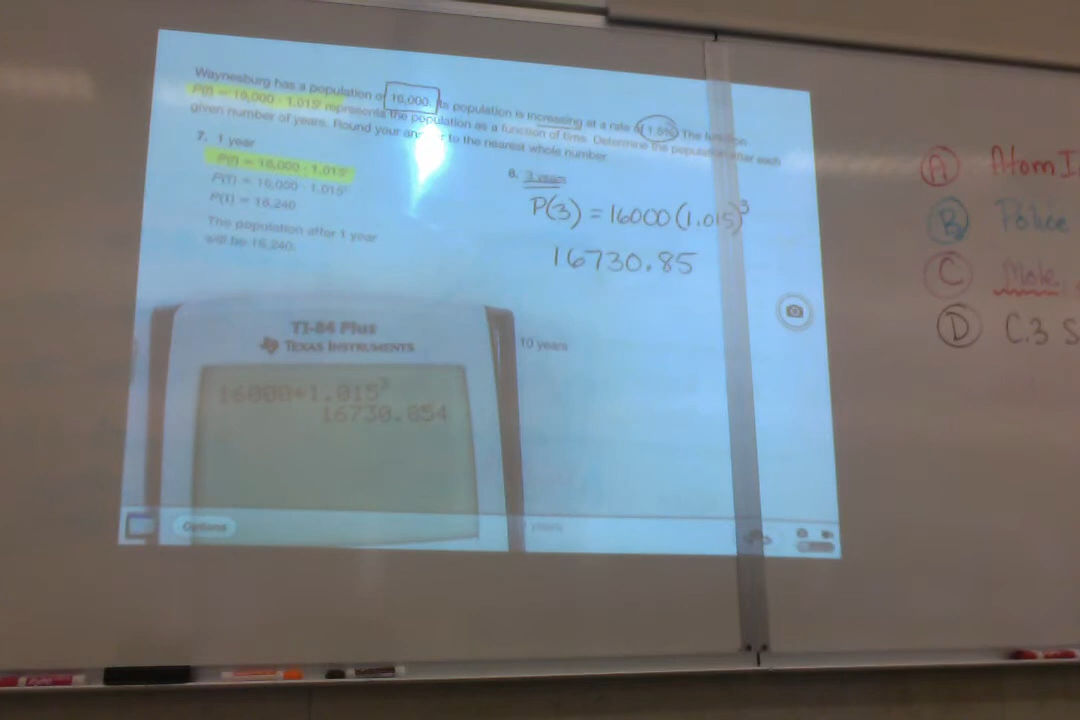 Waynesburg has a population of 16,000. Its population is increasing at a rate of 1.5%. The function
P(t) = 16,000 · 1.015ᵗ represents the population as a function of time. Determine the population after each
given number of years. Round your answer to the nearest whole number.
7. 1 year
P(t) = 16,000 · 1.015ᵗ
P(1) = 16,000 · 1.015¹
P(1) = 16,240
The population after 1 year
will be 16,240.
8. 3 years
P(3) = 16000(1.015)³
16730.85
10 years
years
TI-84 Plus
TEXAS INSTRUMENTS
16000*1.015³
16730.854
Options
A Atom
B Police
C Mole
D C.3 S